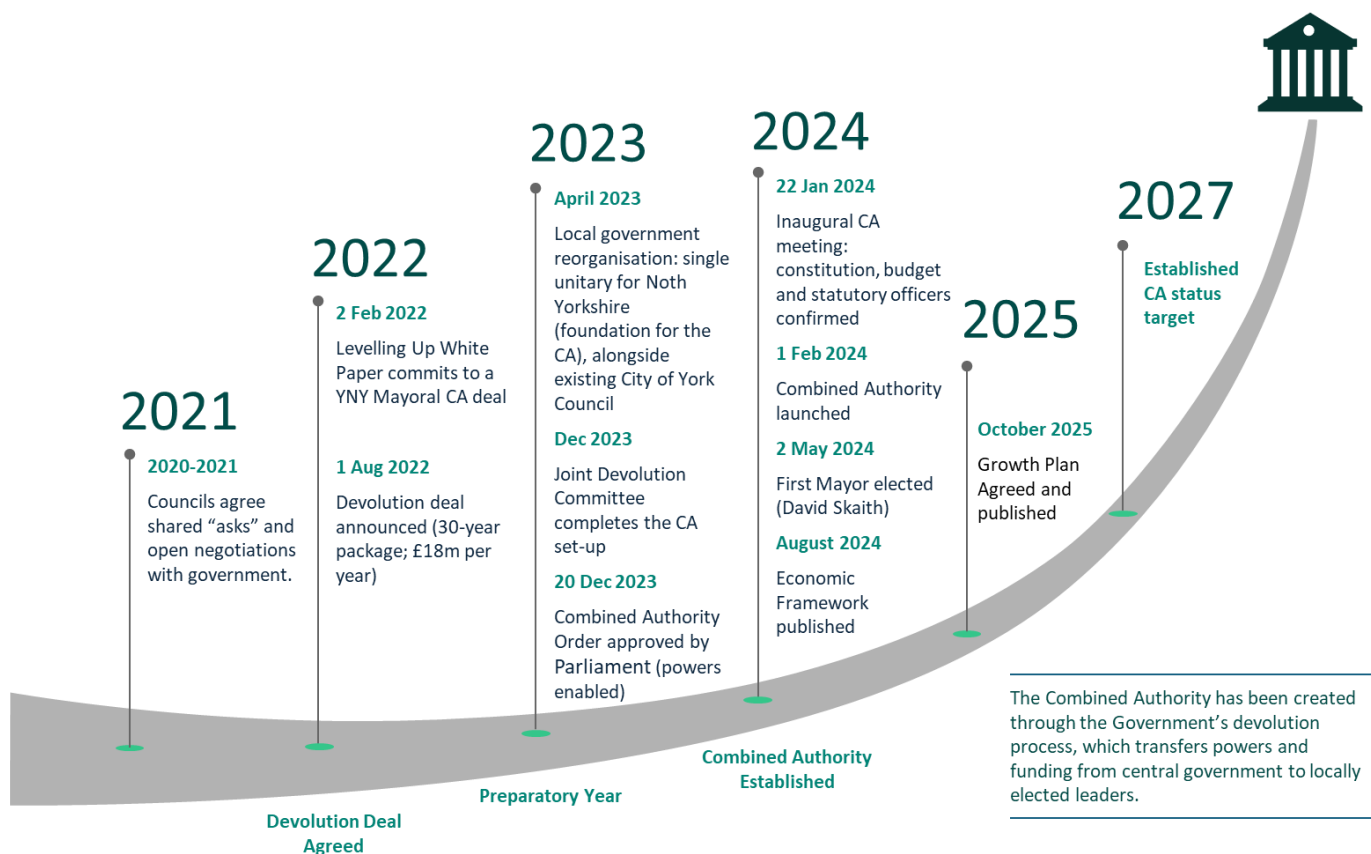 2021
2020-2021
Councils agree
shared “asks” and
open negotiations
with government.
2022
2 Feb 2022
Levelling Up White
Paper commits to a
YNY Mayoral CA deal
1 Aug 2022
Devolution deal
announced (30-year
package; £18m per
year)
Devolution Deal
Agreed
2023
April 2023
Local government
reorganisation: single
unitary for Noth
Yorkshire
(foundation for the
CA), alongside
existing City of York
Council
Dec 2023
Joint Devolution
Committee
completes the CA
set-up
20 Dec 2023
Combined Authority
Order approved by
Parliament (powers
enabled)
Preparatory Year
2024
22 Jan 2024
Inaugural CA
meeting:
constitution, budget
and statutory officers
confirmed
1 Feb 2024
Combined Authority
launched
2 May 2024
First Mayor elected
(David Skaith)
August 2024
Economic
Framework
published
Combined Authority
Established
2025
October 2025
Growth Plan
Agreed and
published
2027
Established
CA status
target
The Combined Authority has been created
through the Government’s devolution
process, which transfers powers and
funding from central government to locally
elected leaders.